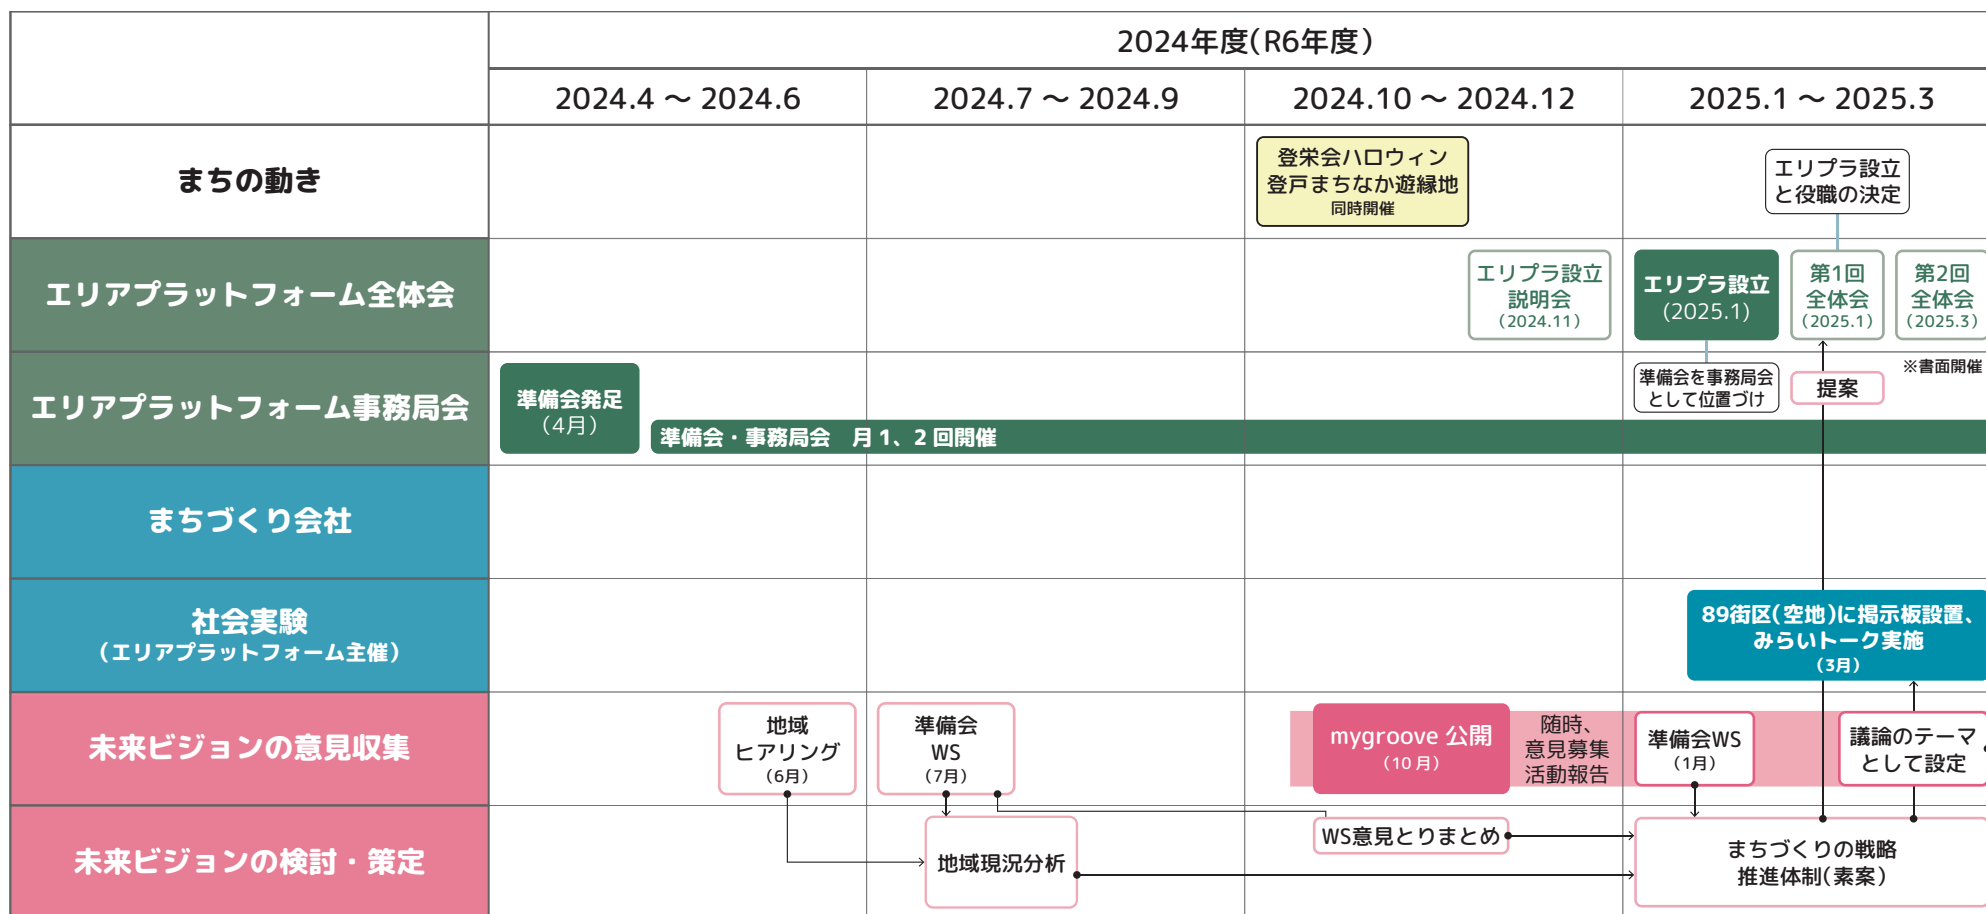 2024年度(R6年度)
2024.4 ～ 2024.6
2024.7 ～ 2024.9
2024.10 ～ 2024.12
2025.1 ～ 2025.3
まちの動き
登栄会ハロウィン
登戸まちなか遊縁地
同時開催
エリプラ設立
と役職の決定
エリアプラットフォーム全体会
エリプラ設立
説明会
(2024.11)
エリプラ設立
(2025.1)
第1回
全体会
(2025.1)
第2回
全体会
(2025.3)
※書面開催
エリアプラットフォーム事務局会
準備会発足
(4月)
準備会・事務局会　月 1、2 回開催
準備会を事務局会
として位置づけ
提案
まちづくり会社
社会実験
(エリアプラットフォーム主催)
89街区(空地)に掲示板設置、
みらいトーク実施
(3月)
未来ビジョンの意見収集
地域
ヒアリング
(6月)
準備会
WS
(7月)
mygroove 公開
(10 月)
随時、
意見募集
活動報告
準備会WS
(1月)
議論のテーマ
として設定
未来ビジョンの検討・策定
地域現況分析
WS意見とりまとめ
まちづくりの戦略
推進体制(素案)